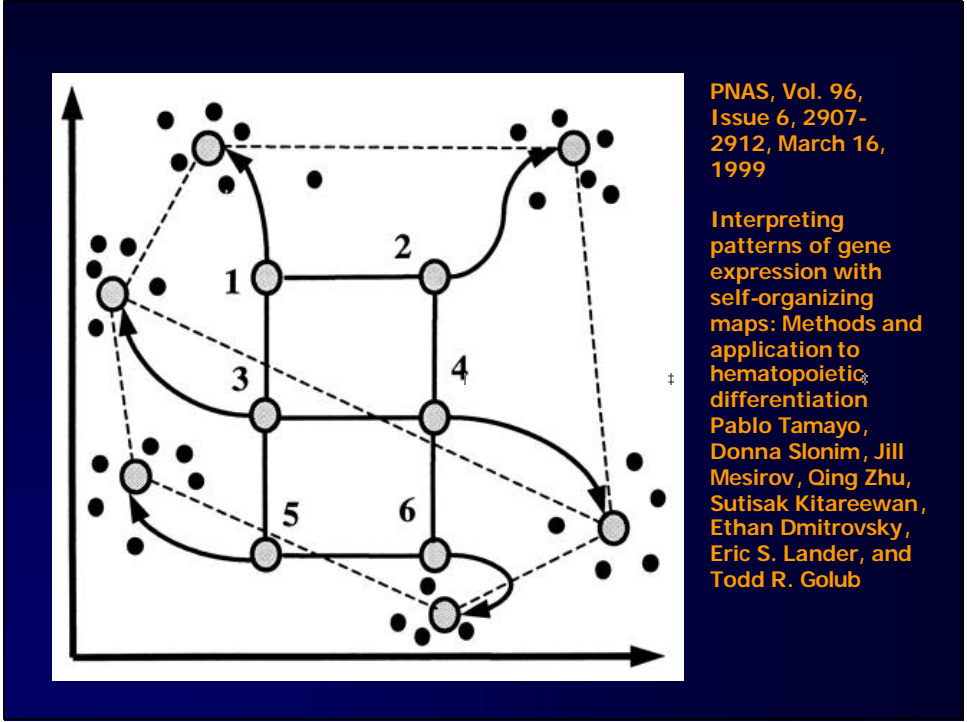 PNAS, Vol. 96,
Issue 6, 2907-
2912, March 16,
1999
Interpreting
patterns of gene
expression with
self-organizing
maps: Methods and
application to
hematopoietic
differentiation
Pablo Tamayo,
Donna Slonim, Jill
Mesirov, Qing Zhu,
Sutisak Kitareewan,
Ethan Dmitrovsky,
Eric S. Lander, and
Todd R. Golub
1
2
3
4
† ‡ ‡
5
6